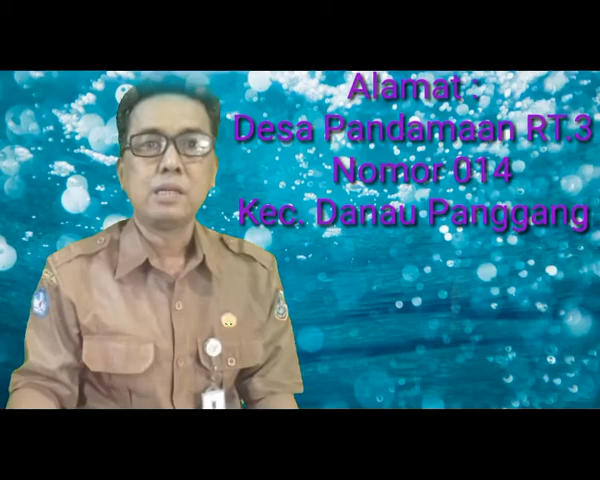 Alamat :
Desa Pandamaan RT.3
Nomor 014
Kec. Danau Panggang